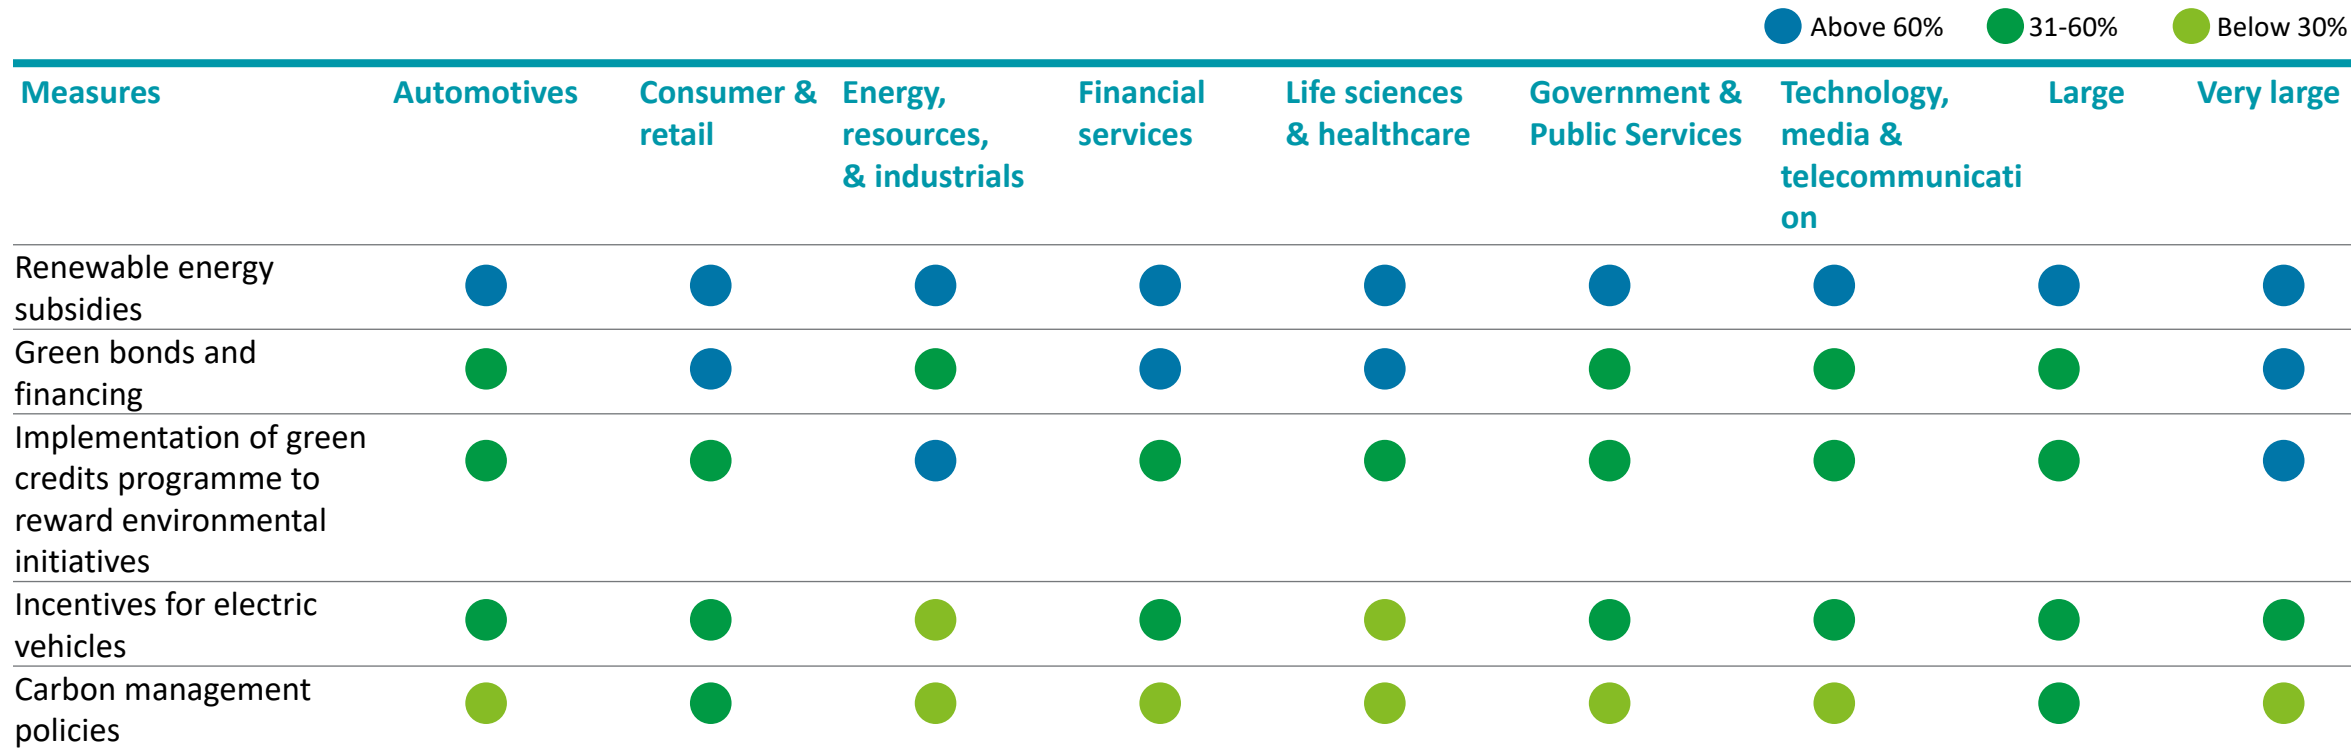 Above 60% 31-60% Below 30%
Measures Automotives Consumer & Energy, Financial Life sciences Government & Technology, Large Very large
retail resources, services & healthcare Public Services media &
& industrials telecommunicati
on
Renewable energy
subsidies
Green bonds and
financing
Implementation of green
credits programme to
reward environmental
initiatives
Incentives for electric
vehicles
Carbon management
policies